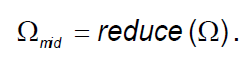 Ω_mid = reduce (Ω).